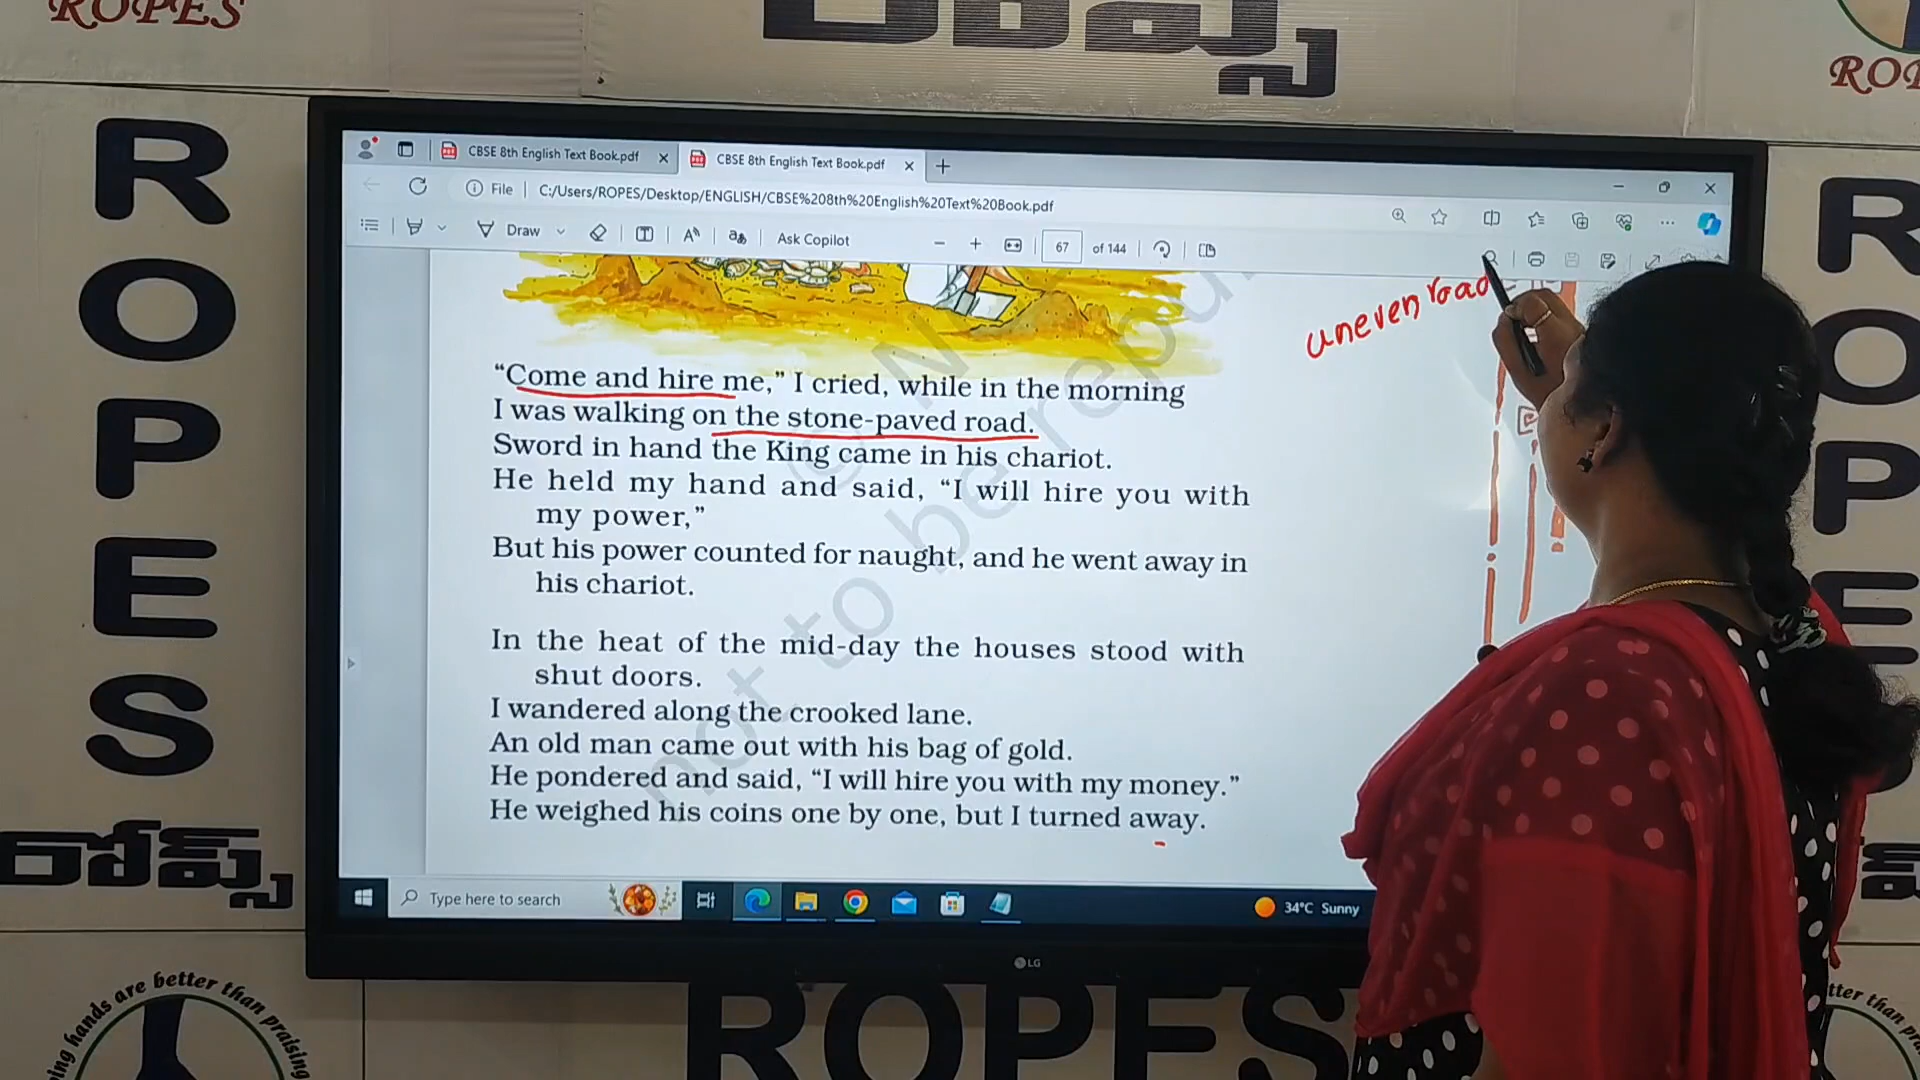 ROPES
రోప్స్
ROPES
CBSE 8th English Text Book.pdf
CBSE 8th English Text Book.pdf
File
C:/Users/ROPES/Desktop/ENGLISH/CBSE%208th%20English%20Text%20Book.pdf
Draw
Ask Copilot
67 of 144
uneven road
“Come and hire me,” I cried, while in the morning
I was walking on the stone-paved road.
Sword in hand the King came in his chariot.
He held my hand and said, “I will hire you with
my power,”
But his power counted for naught, and he went away in
his chariot.
In the heat of the mid-day the houses stood with
shut doors.
I wandered along the crooked lane.
An old man came out with his bag of gold.
He pondered and said, “I will hire you with my money.”
He weighed his coins one by one, but I turned away.
not to be
Type here to search
34°C Sunny
LG
రోప్స్
hands are better than praising
ROPES